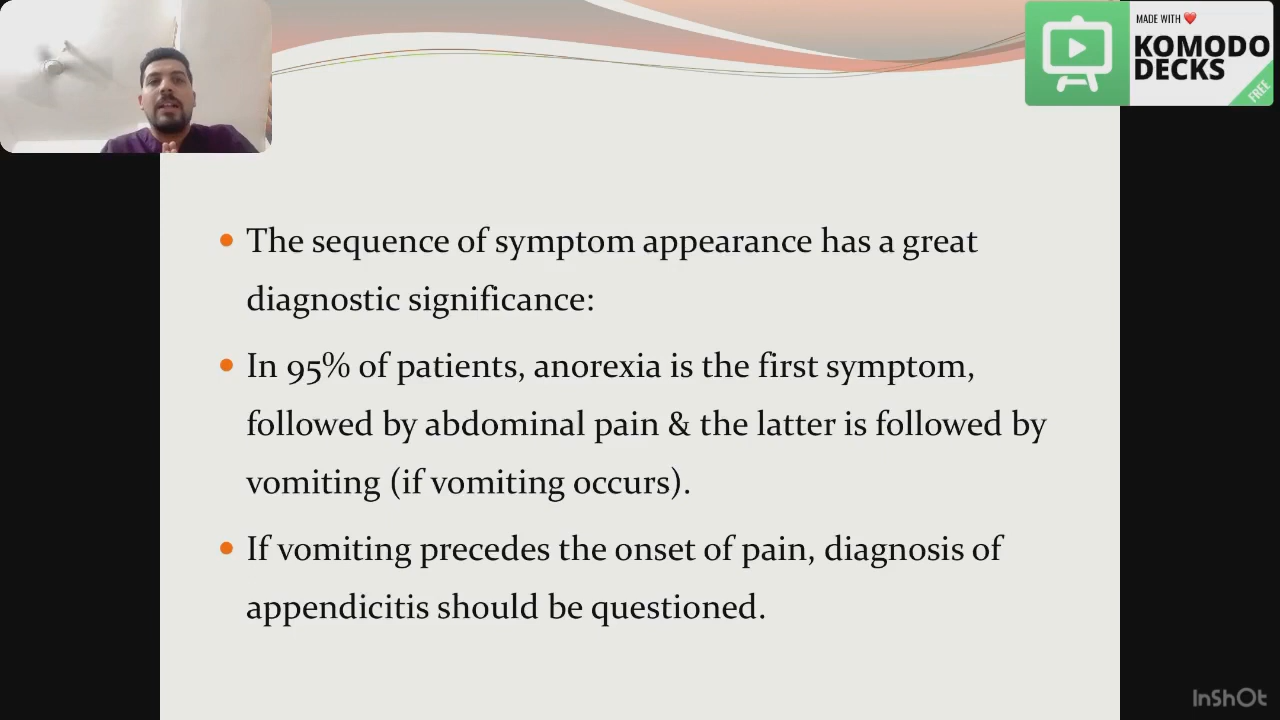 MADE WITH ❤️
KOMODO
DECKS
FREE
• The sequence of symptom appearance has a great
diagnostic significance:
• In 95% of patients, anorexia is the first symptom,
followed by abdominal pain & the latter is followed by
vomiting (if vomiting occurs).
• If vomiting precedes the onset of pain, diagnosis of
appendicitis should be questioned.
InShOt